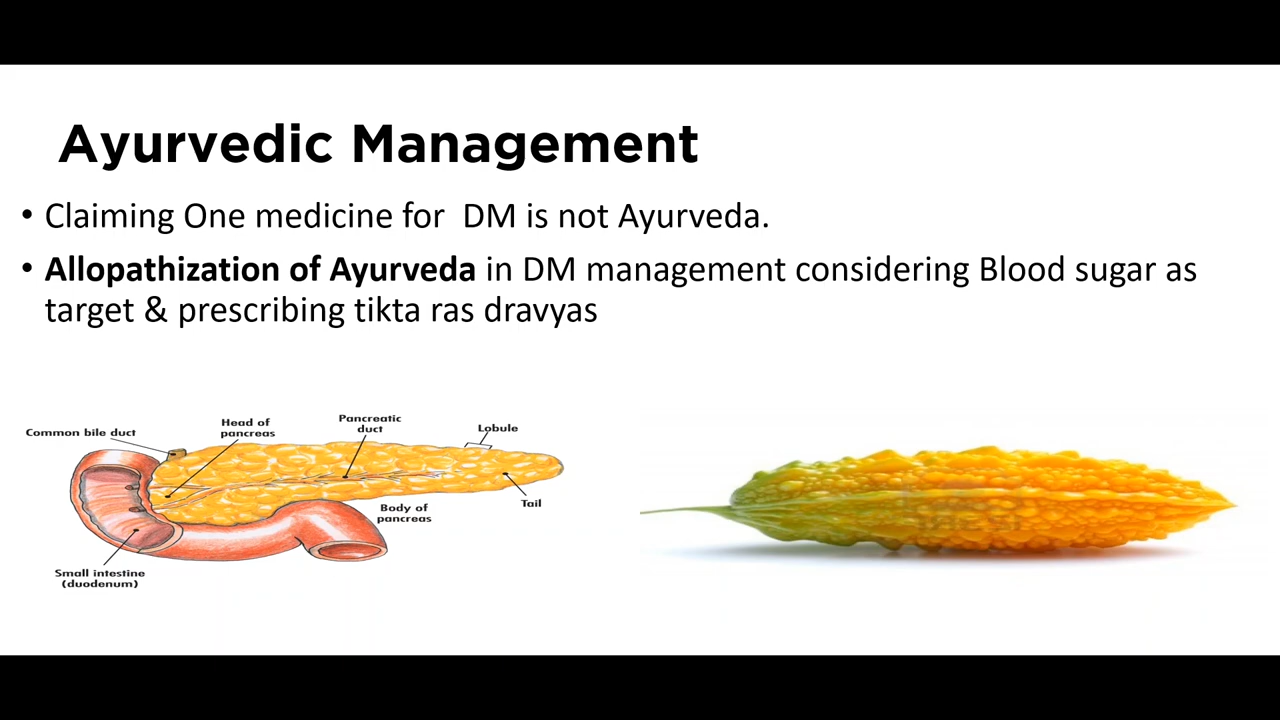 Ayurvedic Management
• Claiming One medicine for  DM is not Ayurveda.
• Allopathization of Ayurveda in DM management considering Blood sugar as
target & prescribing tikta ras dravyas
Common bile duct
Head of
pancreas
Pancreatic
duct
Lobule
Tail
Body of
pancreas
Small intestine
(duodenum)